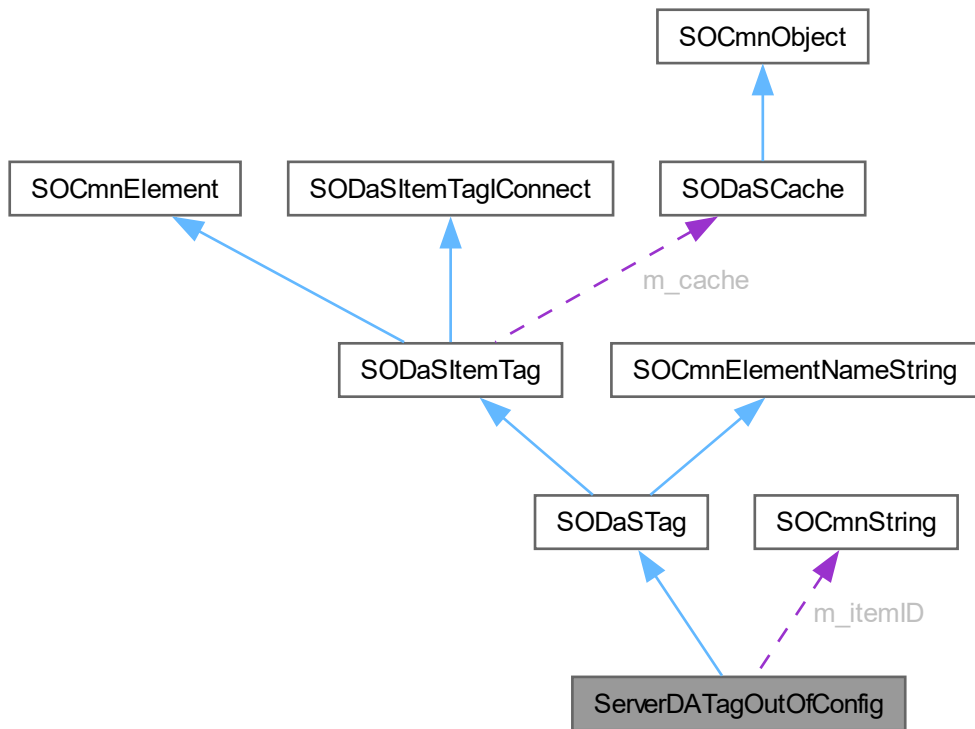 SOCmnObject
SOCmnElement
SODaSItemTagIConnect
SODaSCache
m_cache
SODaSItemTag
SOCmnElementNameString
SODaSTag
SOCmnString
m_itemID
ServerDATagOutOfConfig